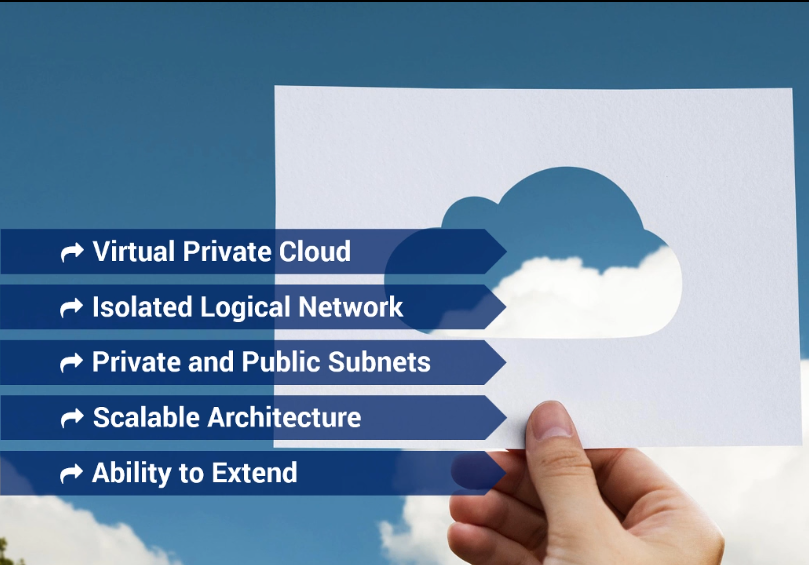 Virtual Private Cloud
Isolated Logical Network
Private and Public Subnets
Scalable Architecture
Ability to Extend